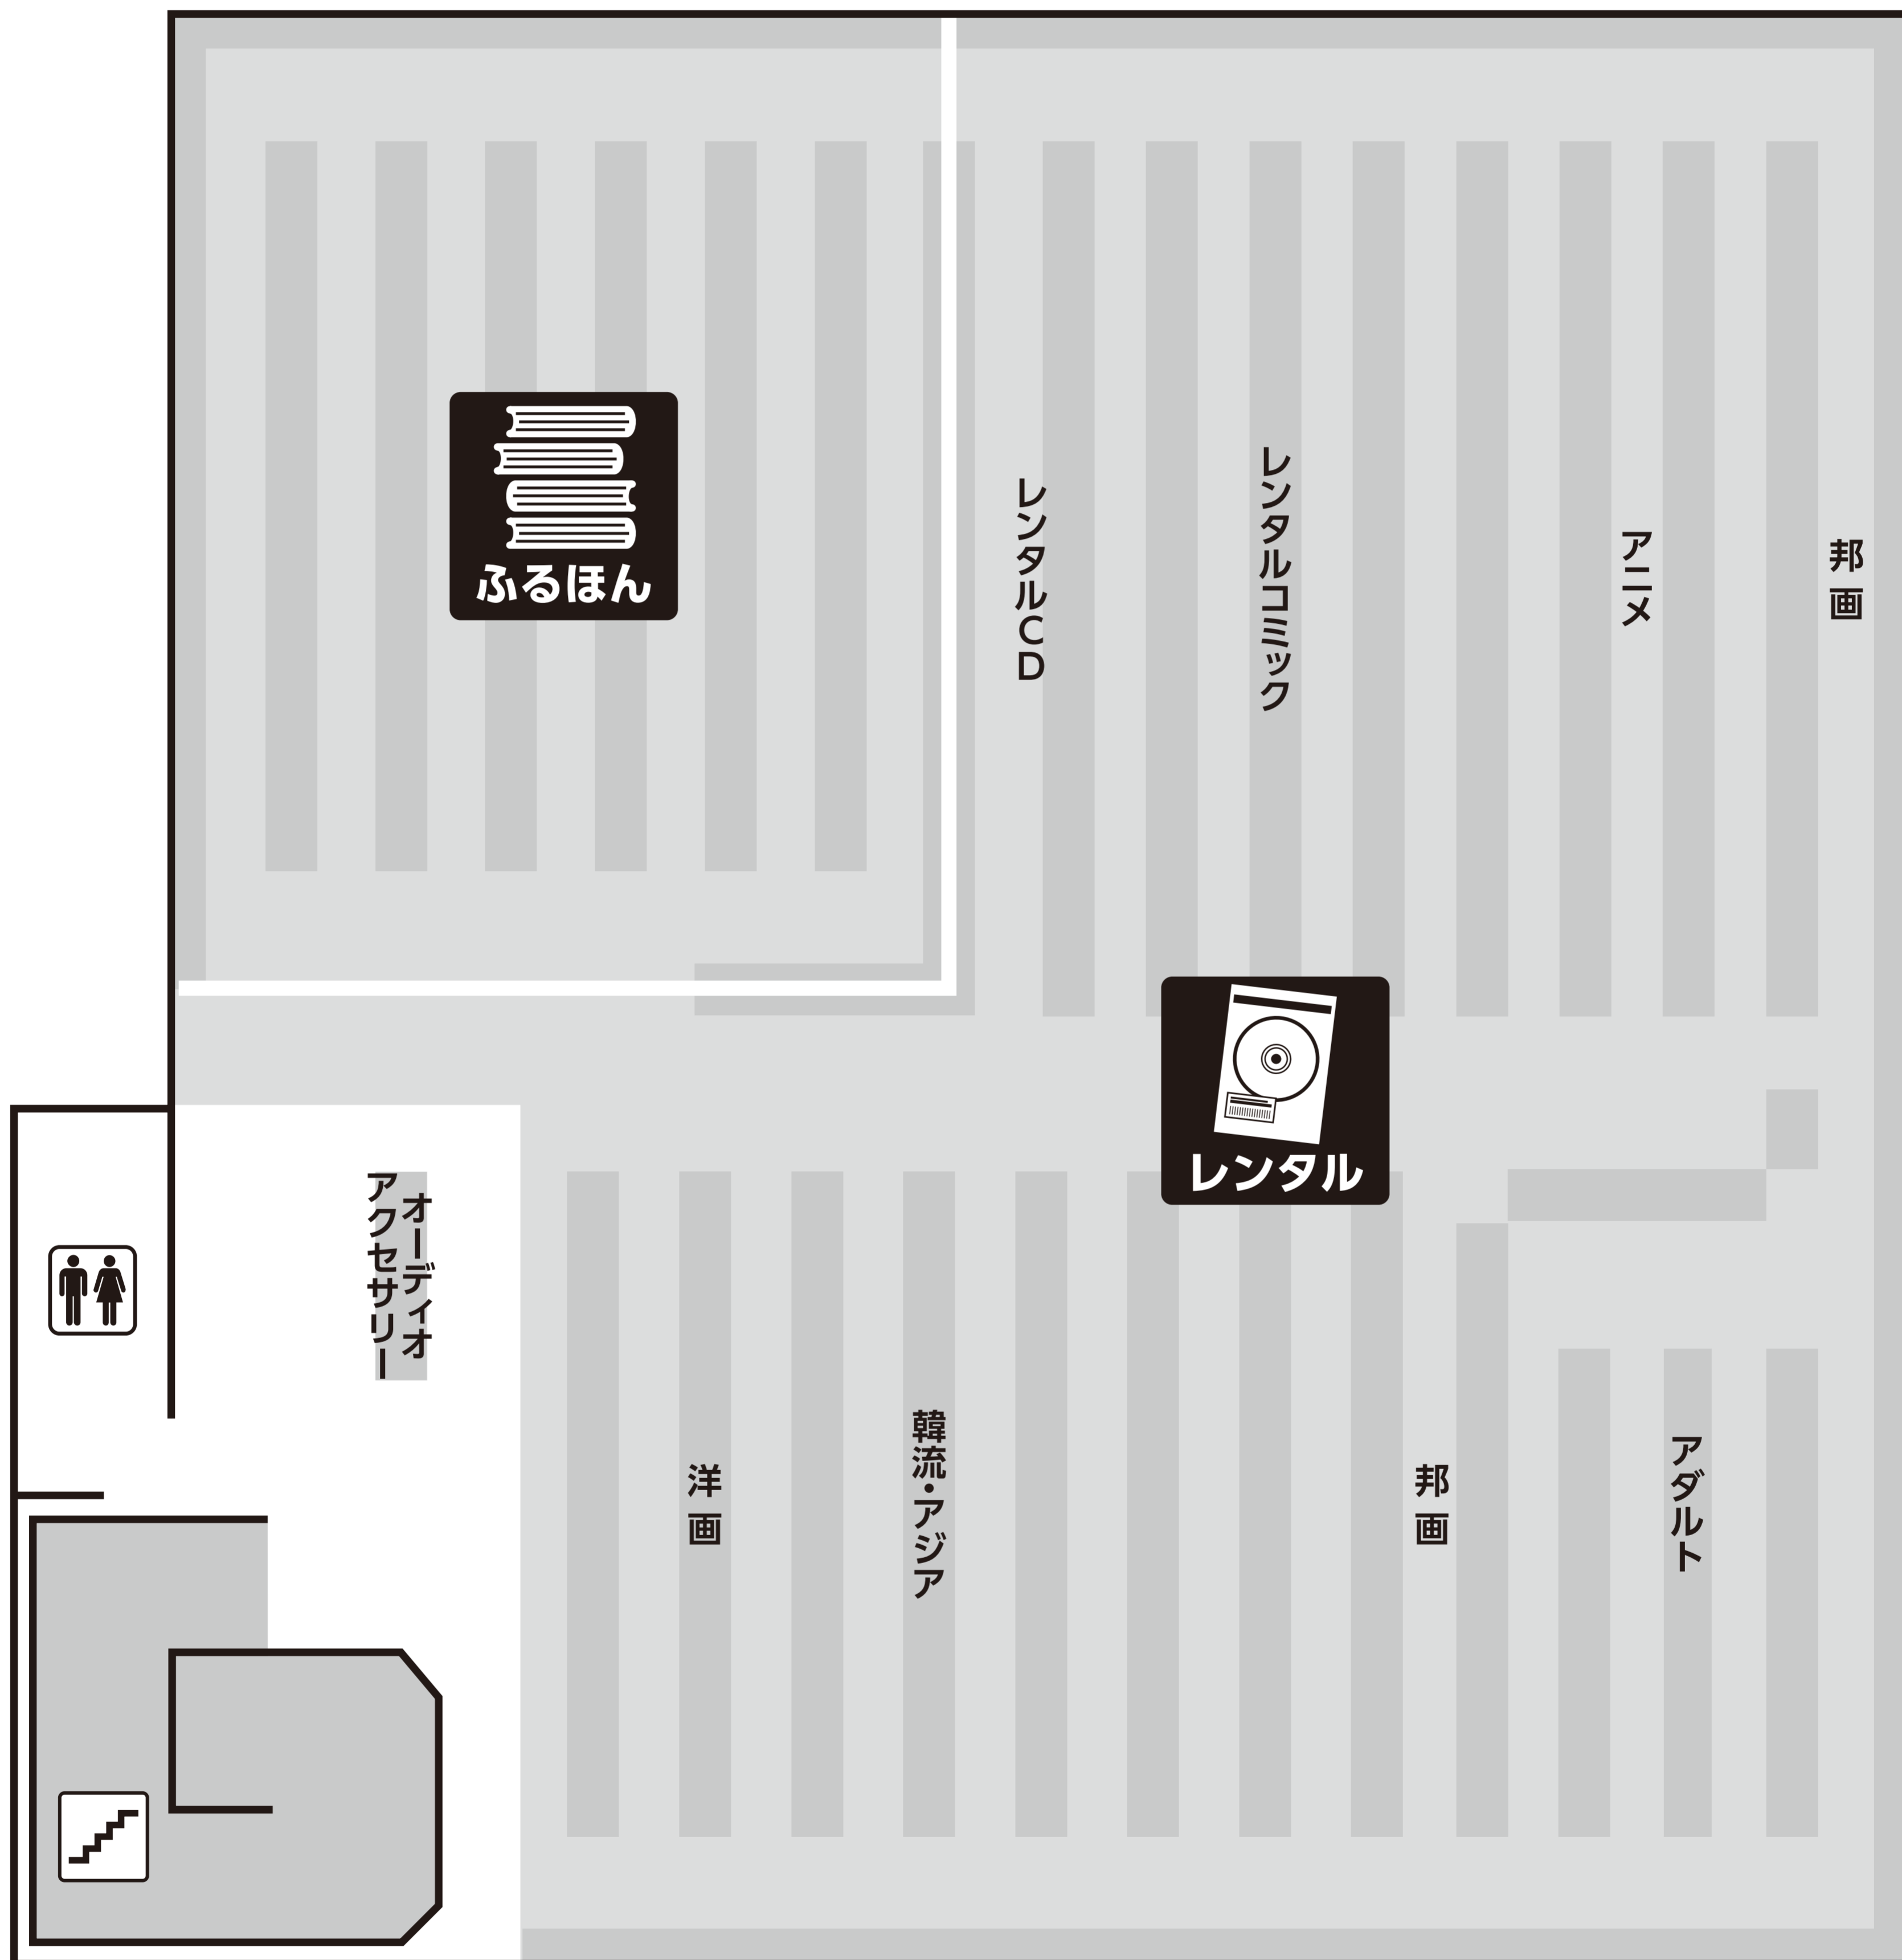 ふるほん
レンタルCD
レンタルコミック
アニメ
邦画
レンタル
オーディオ
アクセサリー
洋画
韓流・アジア
邦画
アダルト